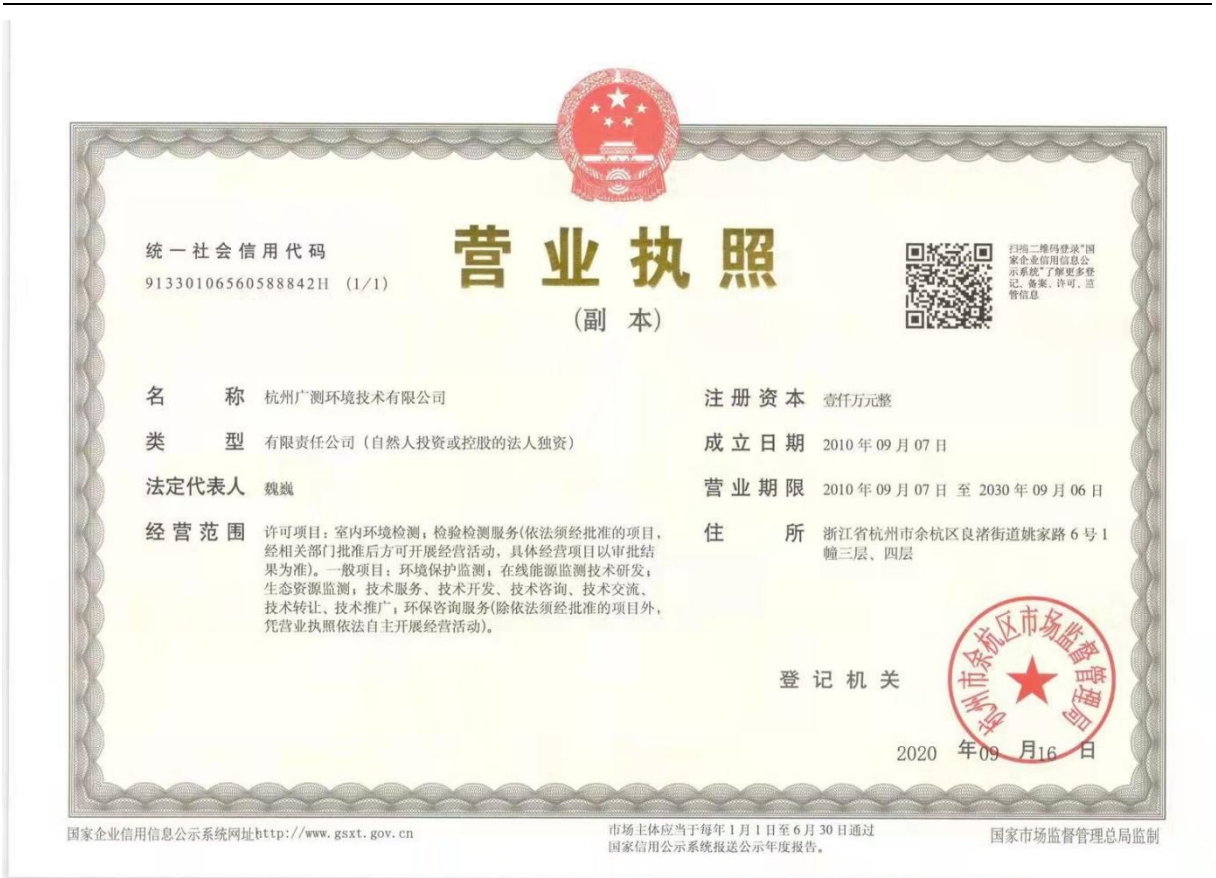 营业执照
(副 本)
统一社会信用代码
91330106560588842H (1/1)
扫描二维码登录“国
家企业信用信息公
示系统”了解更多登
记、备案、许可、监
管信息
名 称 杭州广测环境技术有限公司
类 型 有限责任公司（自然人投资或控股的法人独资）
法定代表人 魏巍
经营范围 许可项目：室内环境检测；检验检测服务(依法须经批准的项目，
经相关部门批准后方可开展经营活动，具体经营项目以审批结
果为准)。一般项目：环境保护监测；在线能源监测技术研发；
生态资源监测；技术服务、技术开发、技术咨询、技术交流、
技术转让、技术推广；环保咨询服务(除依法须经批准的项目外，
凭营业执照依法自主开展经营活动)。
注册资本 壹仟万元整
成立日期 2010年09月07日
营业期限 2010年09月07日 至 2030年09月06日
住 所 浙江省杭州市余杭区良渚街道姚家路6号1
幢三层、四层
登记机关
杭州市余杭区市场监督管理局
2020 年09 月16 日
国家企业信用信息公示系统网址http://www.gsxt.gov.cn
市场主体应当于每年1月1日至6月30日通过
国家信用公示系统报送公示年度报告。
国家市场监督管理总局监制